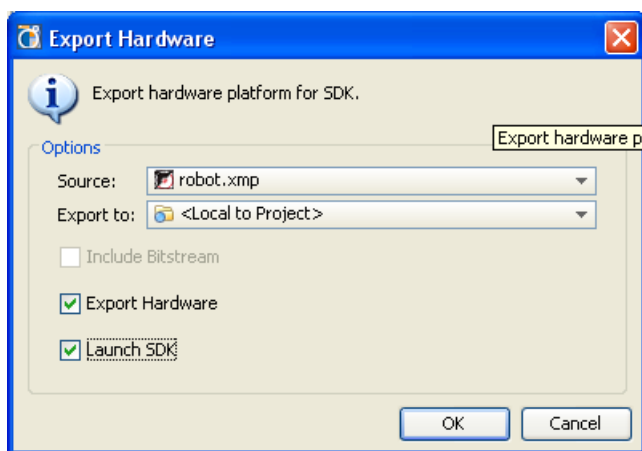 Export Hardware
Export hardware platform for SDK.
Export hardware p
Options
Source: robot.xmp
Export to: <Local to Project>
Include Bitstream
Export Hardware
Launch SDK
OK Cancel